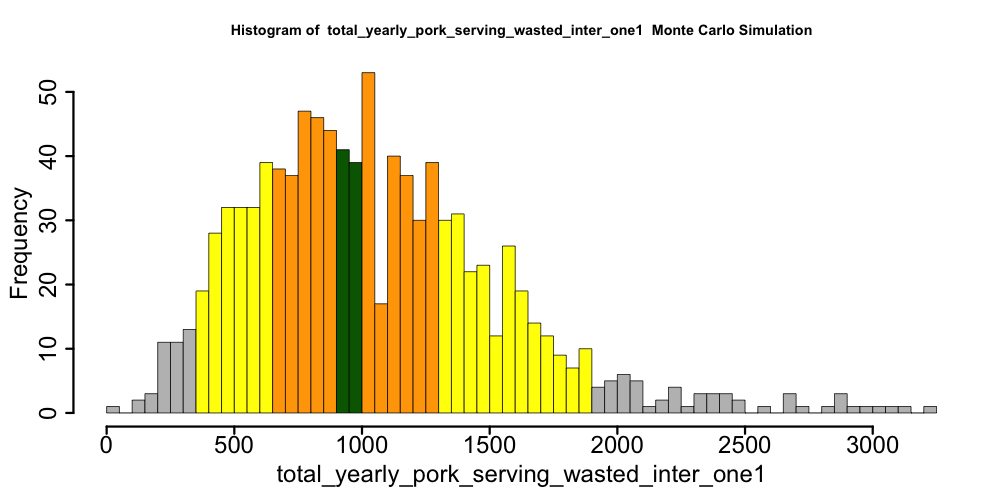 Histogram of  total_yearly_pork_serving_wasted_inter_one1  Monte Carlo Simulation
50
40
30
20
10
0
Frequency
0 500 1000 1500 2000 2500 3000
total_yearly_pork_serving_wasted_inter_one1